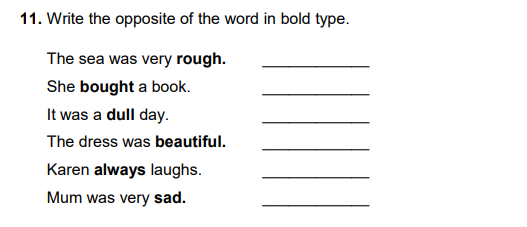 11. Write the opposite of the word in bold type.
The sea was very rough.
She bought a book.
It was a dull day.
The dress was beautiful.
Karen always laughs.
Mum was very sad.